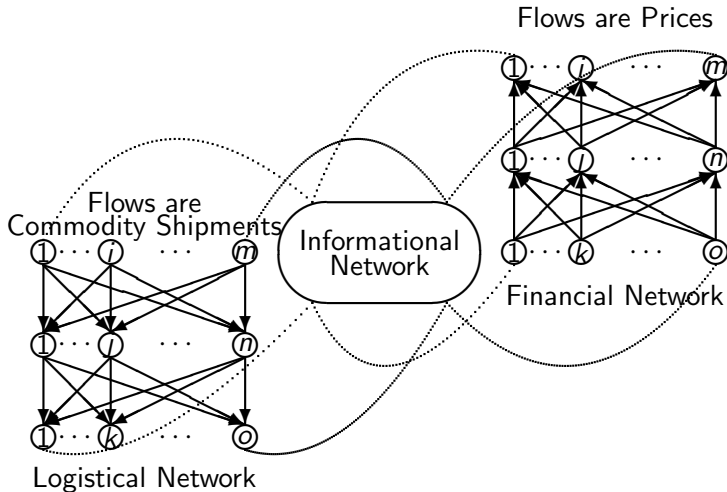 Flows are Prices
1 · · · i · · · m
1 · · · j · · · n
1 · · · k · · · o
Financial Network
Informational
Network
Flows are
Commodity Shipments
1 · · · i · · · m
1 · · · j · · · n
1 · · · k · · · o
Logistical Network